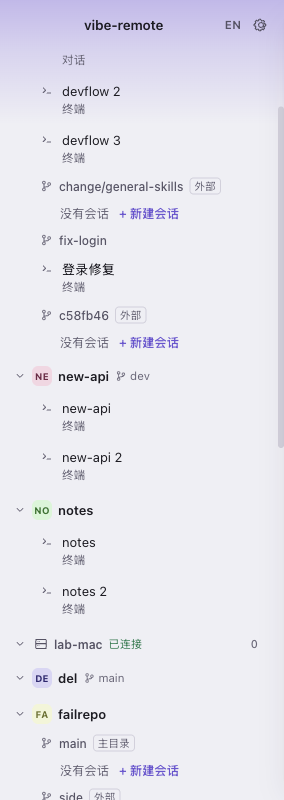 vibe-remote EN
对话
devflow 2
终端
devflow 3
终端
change/general-skills 外部
没有会话 + 新建会话
fix-login
登录修复
终端
c58fb46 外部
没有会话 + 新建会话
NE new-api dev
new-api
终端
new-api 2
终端
NO notes
notes
终端
notes 2
终端
lab-mac 已连接 0
DE del main
FA failrepo
main 主目录
没有会话 + 新建会话
side 外部